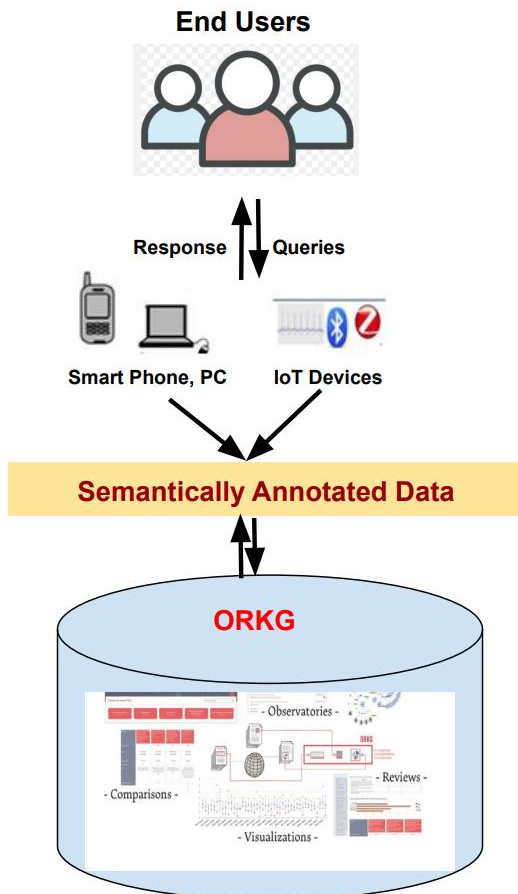 End Users
Response
Queries
Smart Phone, PC
IoT Devices
Semantically Annotated Data
ORKG
- Observatories -
ORKG
- Reviews -
- Comparisons -
- Visualizations -